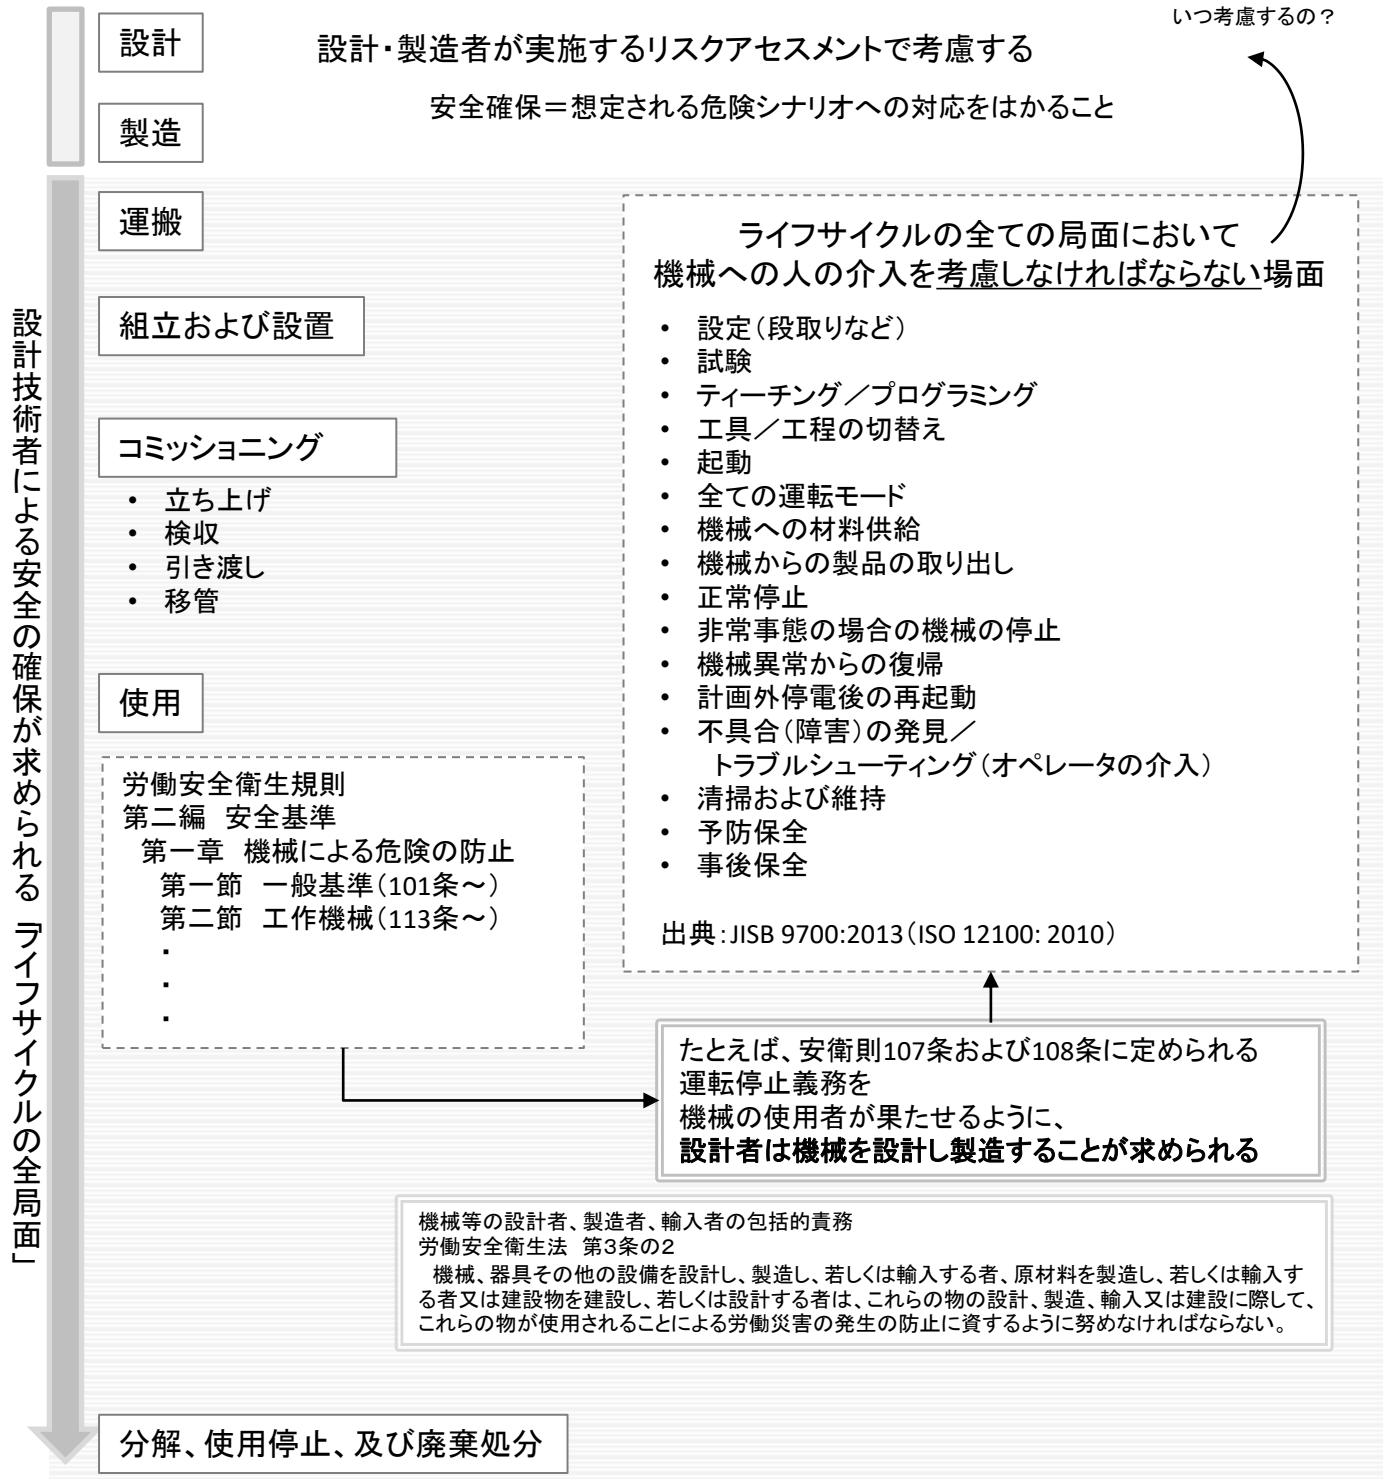 いつ考慮するの？
設計
設計・製造者が実施するリスクアセスメントで考慮する
安全確保＝想定される危険シナリオへの対応をはかること
製造
設計技術者による安全の確保が求められる「ライフサイクルの全局面」
運搬
組立および設置
コミッショニング
• 立ち上げ
• 検収
• 引き渡し
• 移管
使用
労働安全衛生規則
第二編　安全基準
第一章　機械による危険の防止
第一節　一般基準（101条～）
第二節　工作機械（113条～）
・
・
・
ライフサイクルの全ての局面において
機械への人の介入を考慮しなければならない場面
• 設定（段取りなど）
• 試験
• ティーチング／プログラミング
• 工具／工程の切替え
• 起動
• 全ての運転モード
• 機械への材料供給
• 機械からの製品の取り出し
• 正常停止
• 非常事態の場合の機械の停止
• 機械異常からの復帰
• 計画外停電後の再起動
• 不具合（障害）の発見／
トラブルシューティング（オペレータの介入）
• 清掃および維持
• 予防保全
• 事後保全
出典：JISB 9700:2013（ISO 12100: 2010）
たとえば、安衛則107条および108条に定められる
運転停止義務を
機械の使用者が果たせるように、
設計者は機械を設計し製造することが求められる
機械等の設計者、製造者、輸入者の包括的責務
労働安全衛生法　第３条の２
機械、器具その他の設備を設計し、製造し、若しくは輸入する者、原材料を製造し、若しくは輸入す
る者又は建設物を建設し、若しくは設計する者は、これらの物の設計、製造、輸入又は建設に際して、
これらの物が使用されることによる労働災害の発生の防止に資するように努めなければならない。
分解、使用停止、及び廃棄処分